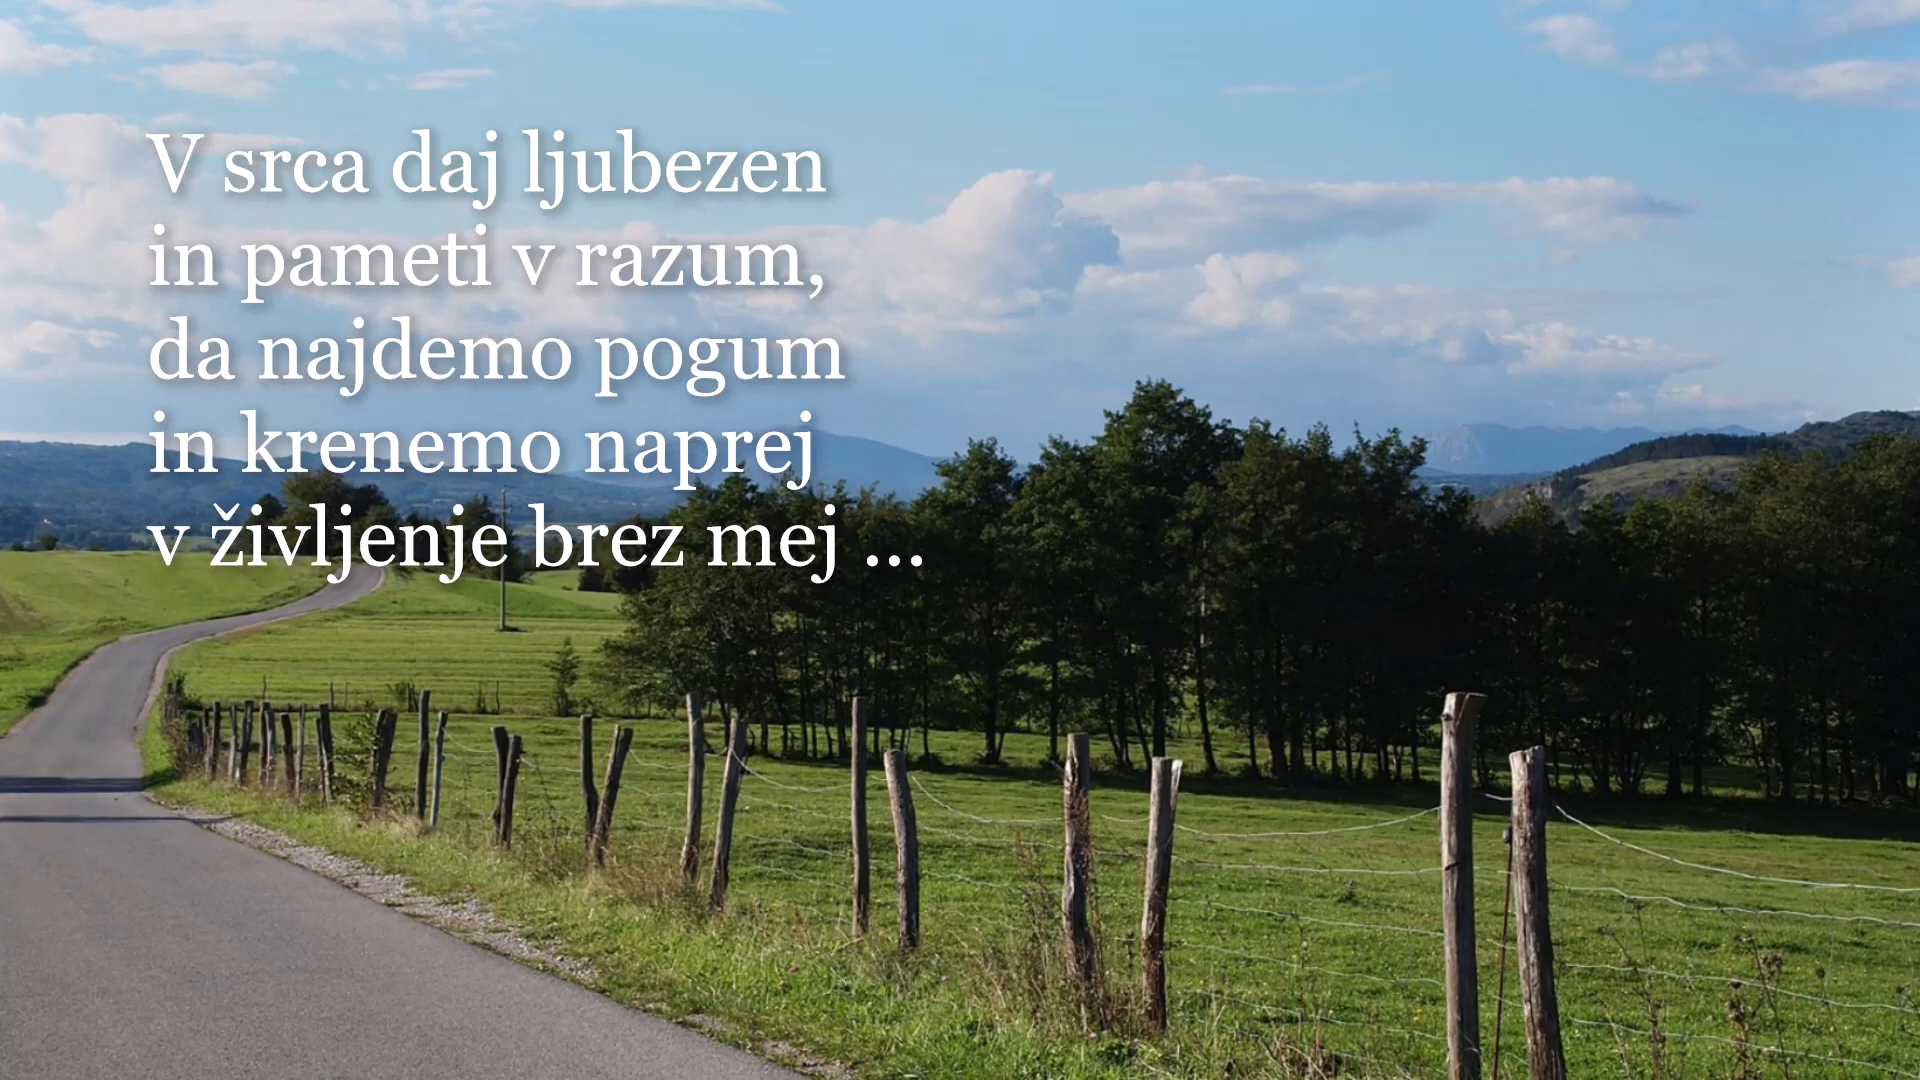 V srca daj ljubezen
in pameti v razum,
da najdemo pogum
in krenemo naprej
v življenje brez mej ...